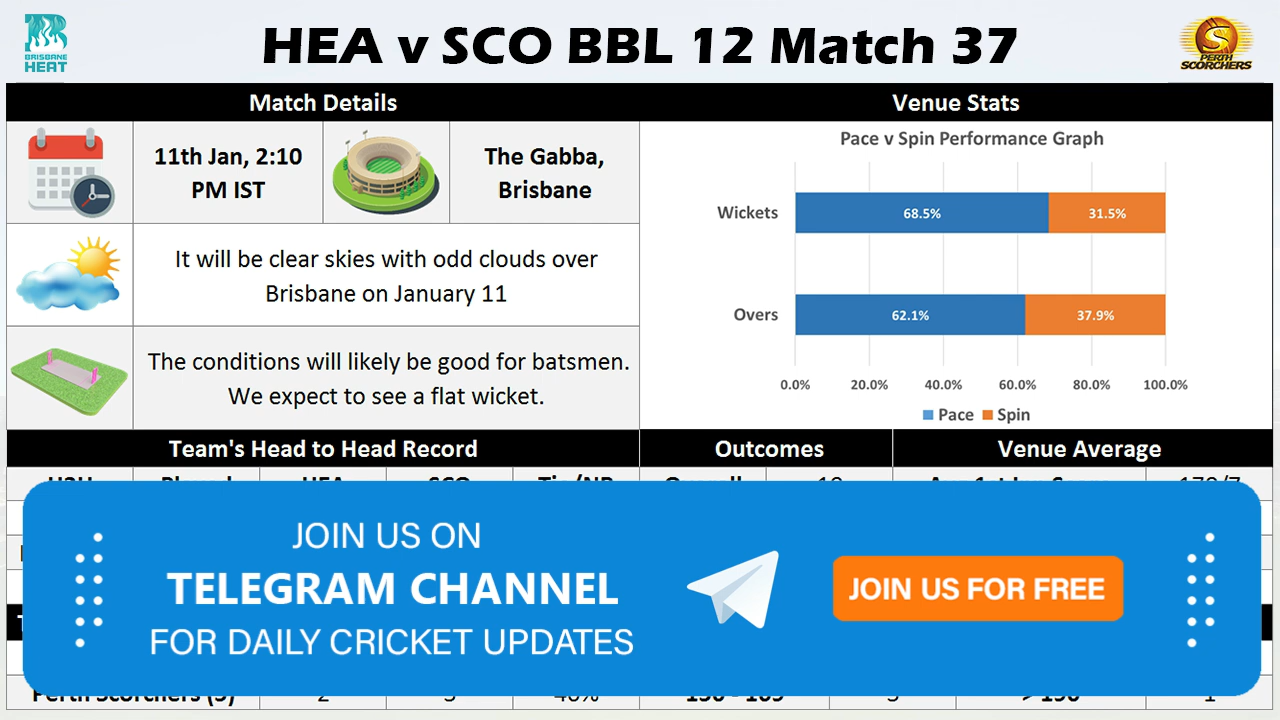 BRISBANE
HEAT
HEA v SCO BBL 12 Match 37
PERTH
SCORCHERS
Match Details
Venue Stats
11th Jan, 2:10
PM IST
The Gabba,
Brisbane
It will be clear skies with odd clouds over
Brisbane on January 11
The conditions will likely be good for batsmen.
We expect to see a flat wicket.
Pace v Spin Performance Graph
Wickets
68.5%
31.5%
Overs
62.1%
37.9%
0.0% 20.0% 40.0% 60.0% 80.0% 100.0%
Pace Spin
Team's Head to Head Record
Outcomes
Venue Average
JOIN US ON
TELEGRAM CHANNEL
FOR DAILY CRICKET UPDATES
JOIN US FOR FREE
Perth Scorchers